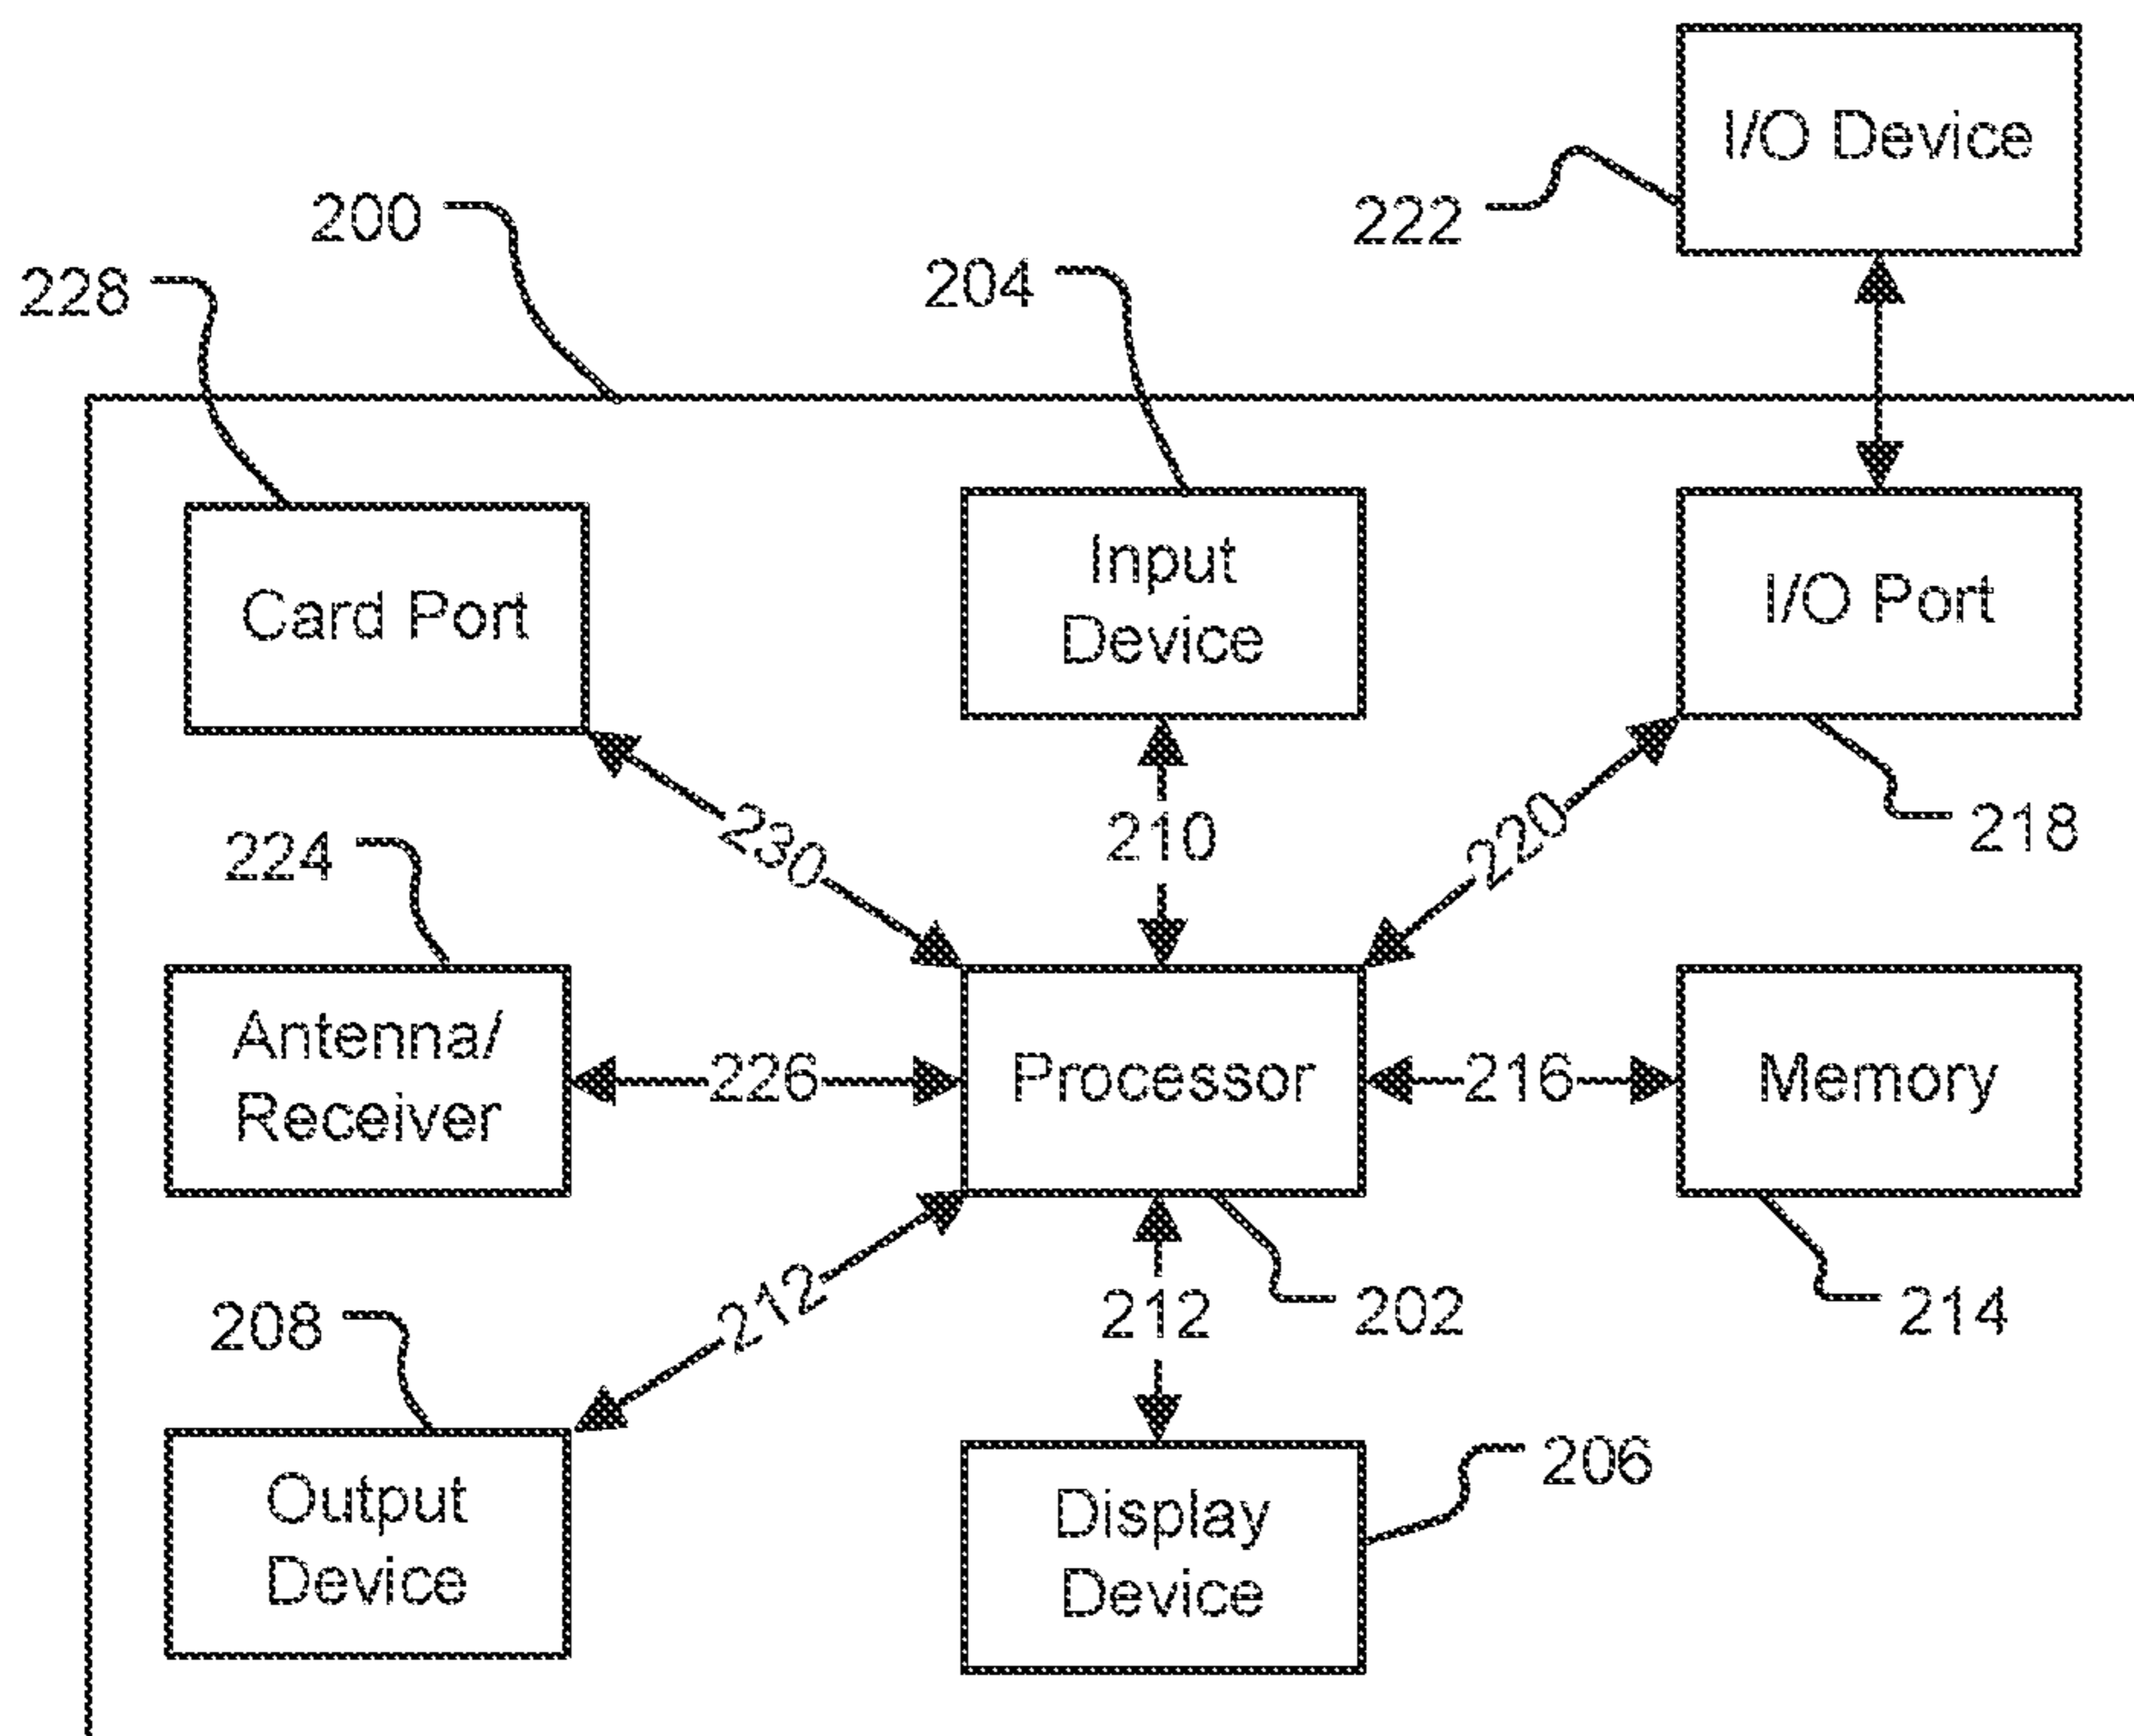 I/O Device
222
200
204
228
Card Port
Input
Device
I/O Port
230
210
220
218
224
Antenna/
Receiver
226
Processor
216
Memory
212
212
202
214
208
206
Output
Device
Display
Device